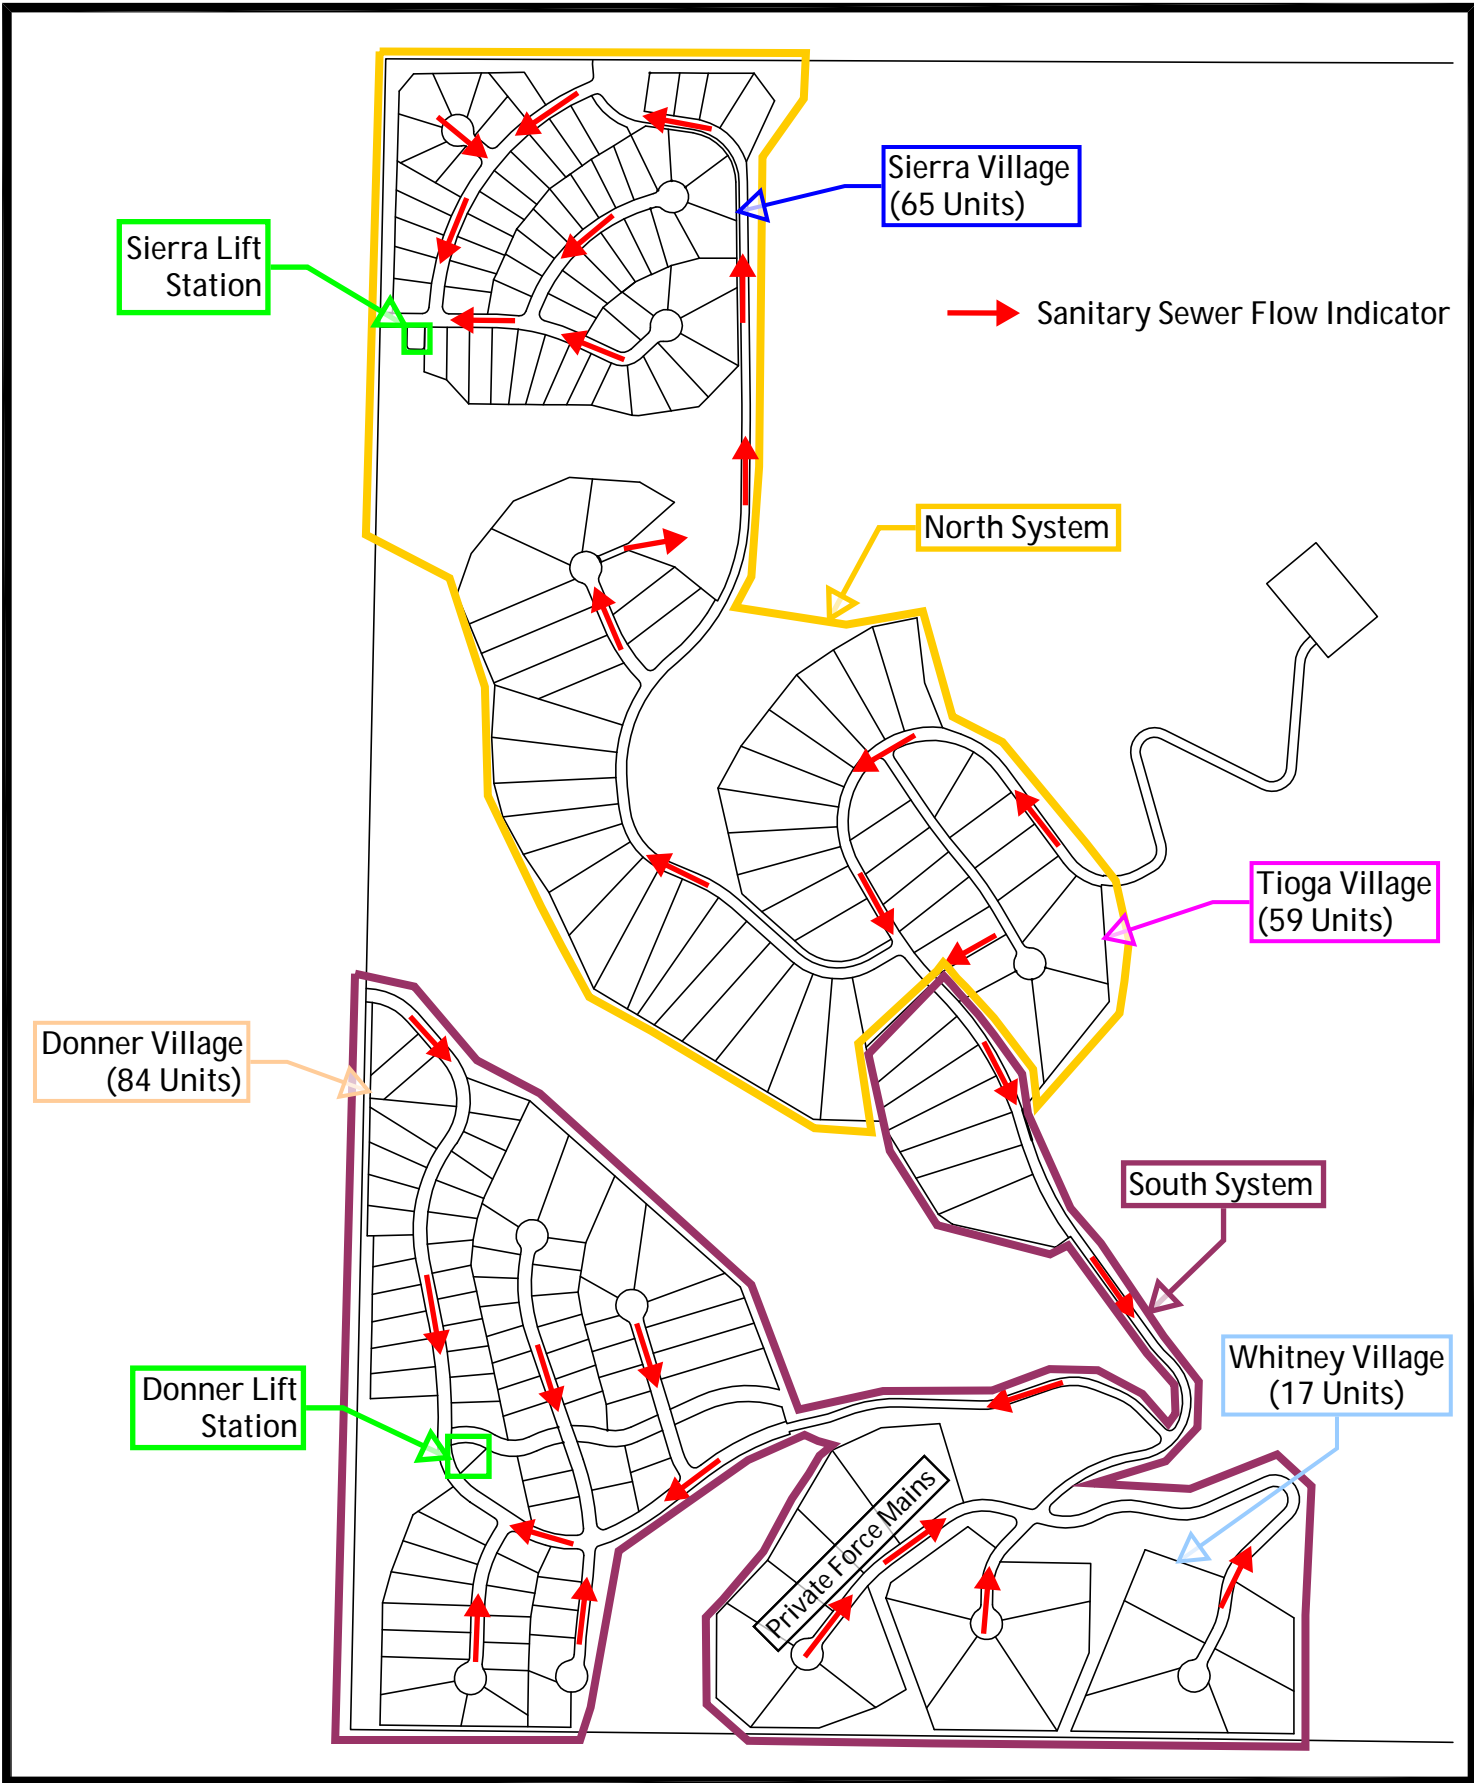 Sierra Village
(65 Units)
Sierra Lift
Station
Sanitary Sewer Flow Indicator
North System
Tioga Village
(59 Units)
Donner Village
(84 Units)
South System
Whitney Village
(17 Units)
Donner Lift
Station
Private Force Mains